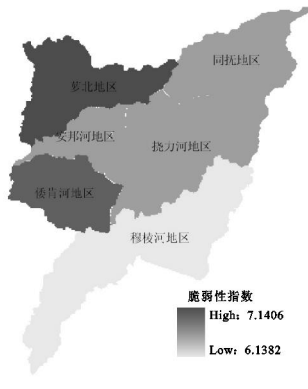 同抚地区
萝北地区
安邦河地区
挠力河地区
倭肯河地区
穆棱河地区
脆弱性指数
High: 7.1406
Low: 6.1382